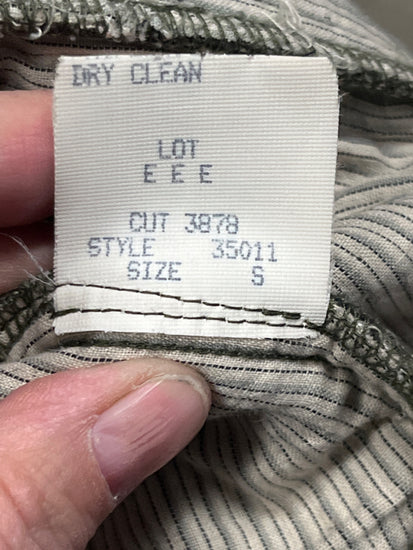 DRY CLEAN
LOT
E E E
CUT 3878
STYLE 35011
SIZE S